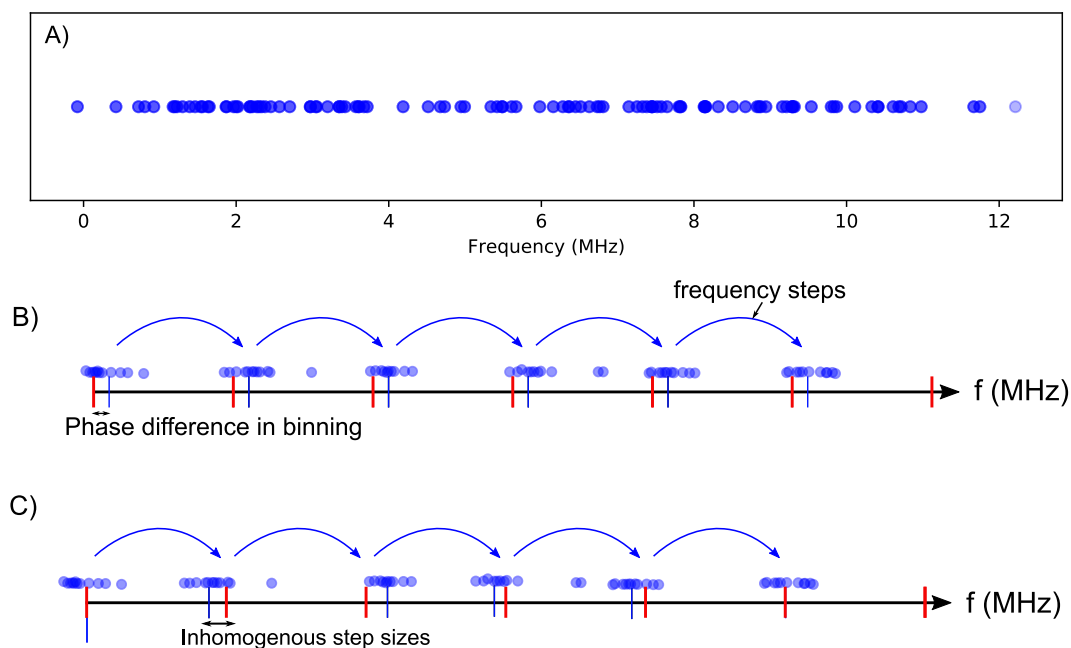 A)
0 2 4 6 8 10 12
Frequency (MHz)
frequency steps
B)
f (MHz)
Phase difference in binning
C)
f (MHz)
Inhomogenous step sizes